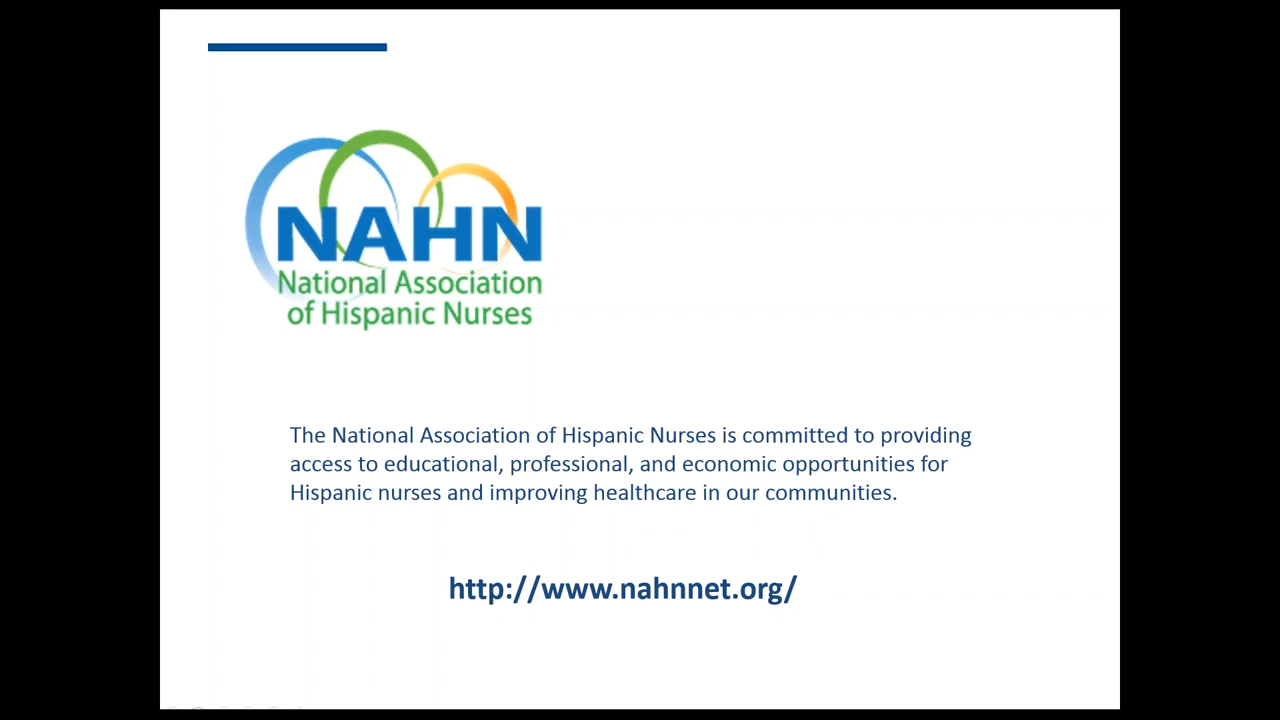 NAHN
National Association
of Hispanic Nurses
The National Association of Hispanic Nurses is committed to providing
access to educational, professional, and economic opportunities for
Hispanic nurses and improving healthcare in our communities.
http://www.nahnnet.org/